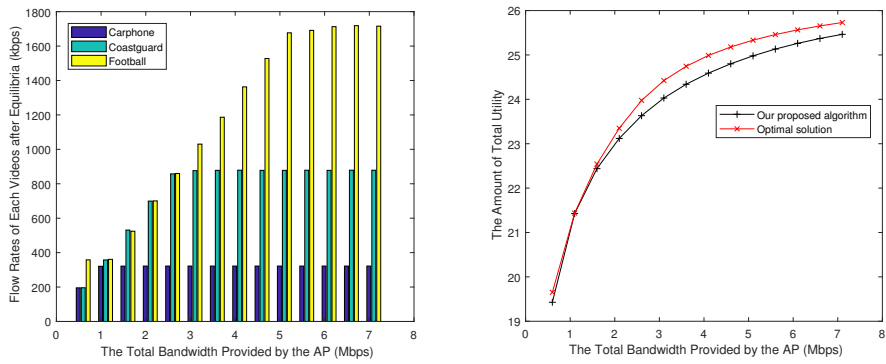 Flow Rates of Each Videos after Equilibria (kbps)
1800
1600
1400
1200
1000
800
600
400
200
0
Carphone
Coastguard
Football
0 1 2 3 4 5 6 7 8
The Total Bandwidth Provided by the AP (Mbps)
The Amount of Total Utility
26
25
24
23
22
21
20
19
Our proposed algorithm
Optimal solution
0 1 2 3 4 5 6 7 8
The Total Bandwidth Provided by the AP (Mbps)